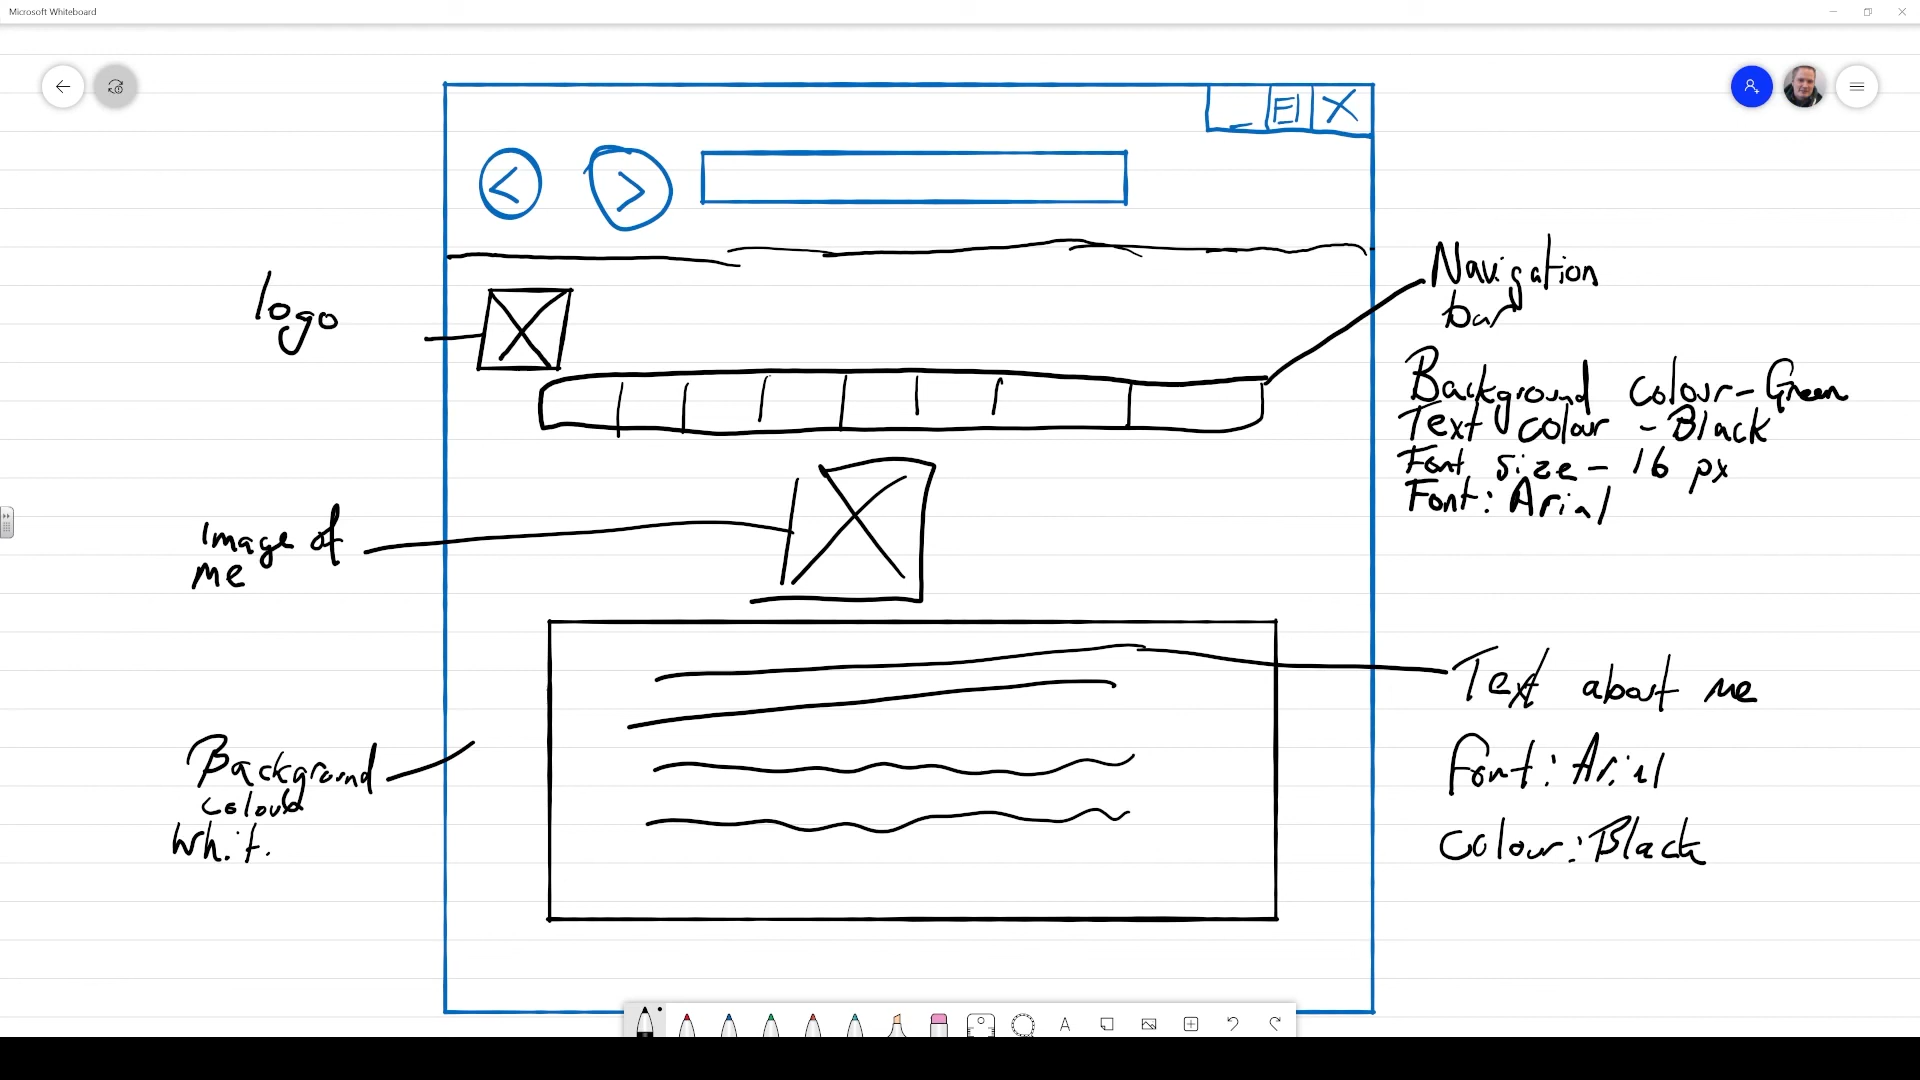 Microsoft Whiteboard
logo
Navigation
bar
Background colour - Green
Text colour - Black
Font size - 16 px
Font: Arial
Image of
me
Text about me
Font: Arial
Colour: Black
Background
colour
Whit.